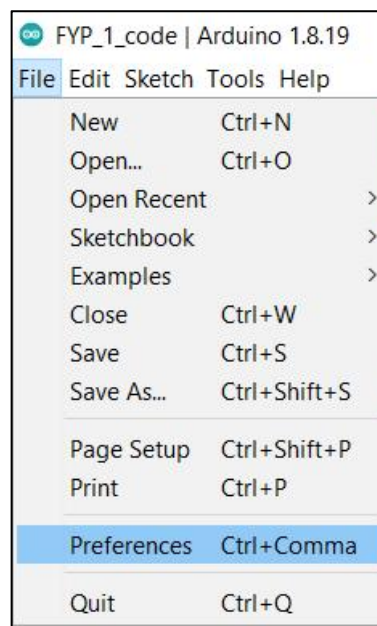 FYP_1_code | Arduino 1.8.19
File Edit Sketch Tools Help
New Ctrl+N
Open... Ctrl+O
Open Recent >
Sketchbook >
Examples >
Close Ctrl+W
Save Ctrl+S
Save As... Ctrl+Shift+S
Page Setup Ctrl+Shift+P
Print Ctrl+P
Preferences Ctrl+Comma
Quit Ctrl+Q